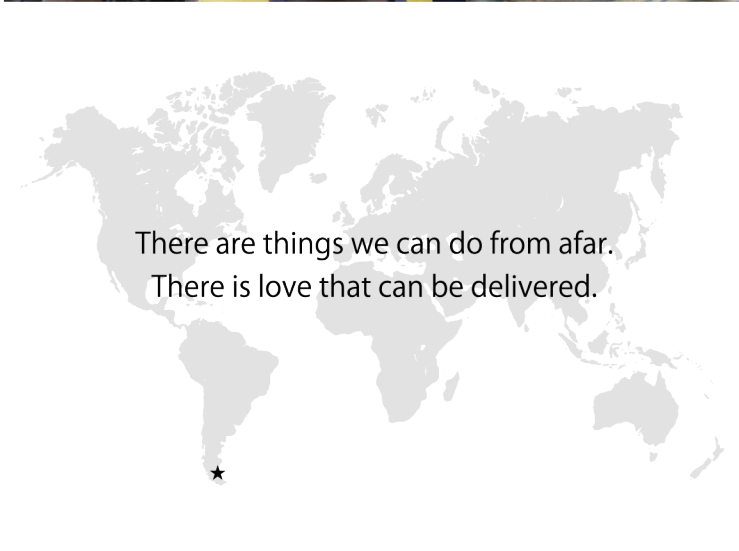 There are things we can do from afar.
There is love that can be delivered.